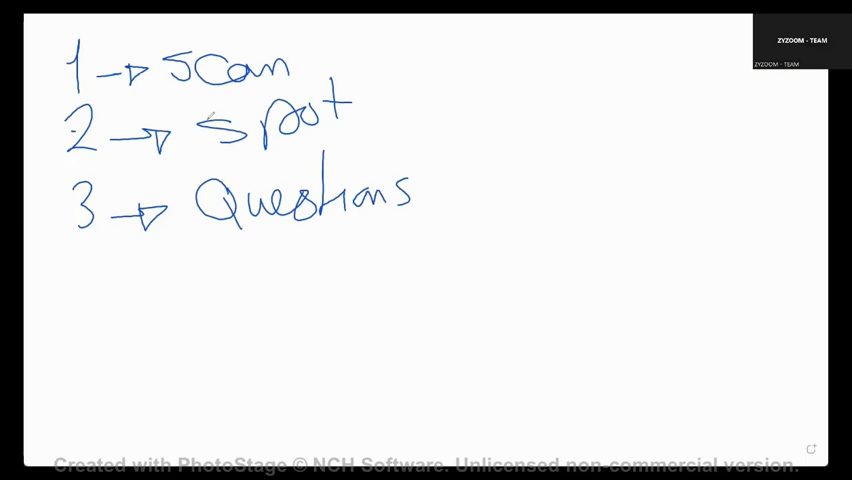 ZYZOOM - TEAM
ZYZOOM - TEAM
1 → Scan
2 → Spot
3 → Questions
Created with PhotoStage © NCH Software. Unlicensed non-commercial version.